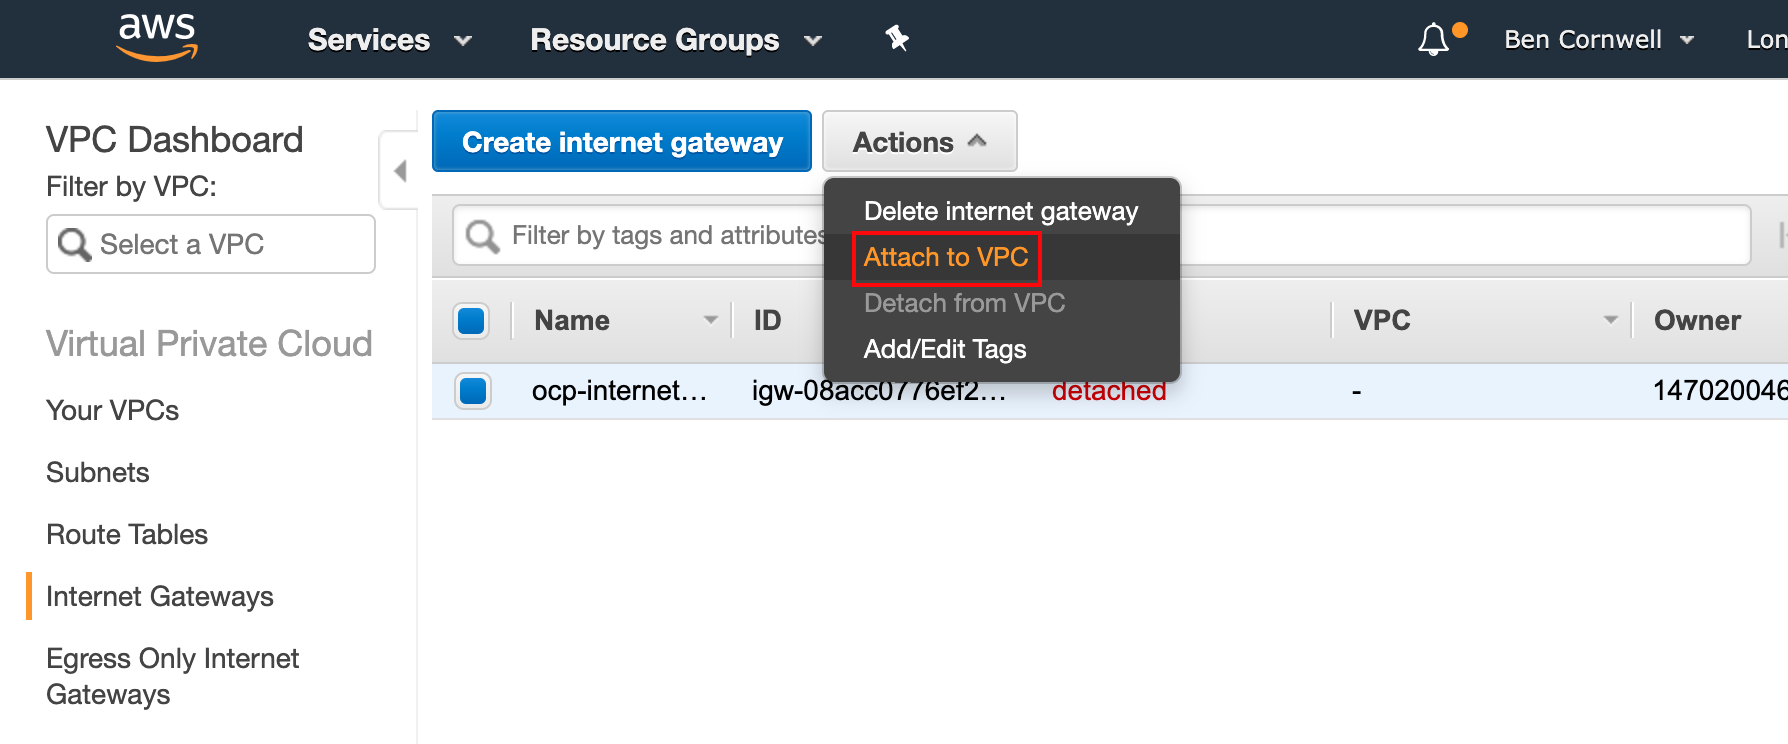 aws
Services
Resource Groups
Ben Cornwell
Lon
VPC Dashboard
Filter by VPC:
Select a VPC
Virtual Private Cloud
Your VPCs
Subnets
Route Tables
Internet Gateways
Egress Only Internet
Gateways
Create internet gateway
Actions
Delete internet gateway
Attach to VPC
Detach from VPC
Add/Edit Tags
Filter by tags and attributes
Name
ID
VPC
Owner
ocp-internet...
igw-08acc0776ef2...
detached
-
147020046